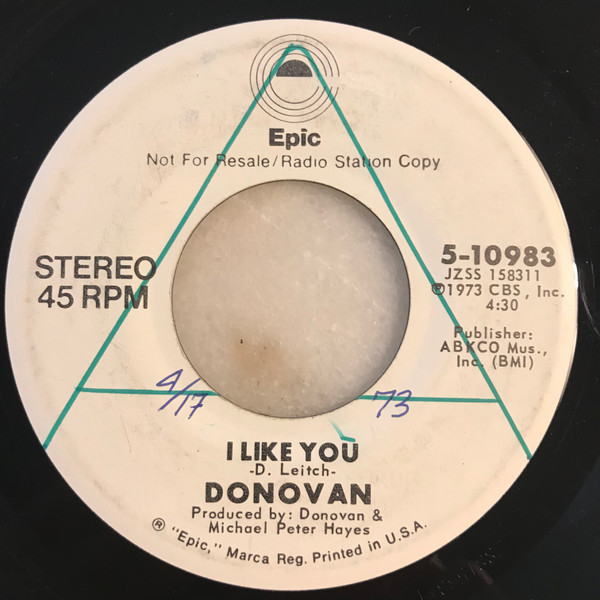 Epic
Not For Resale/Radio Station Copy
STEREO
45 RPM
5-10983
JZSS 158311
©1973 CBS, Inc.
4:30
Publisher:
ABKCO Mus.,
Inc. (BMI)
4/17 73
I LIKE YOU
-D. Leitch-
DONOVAN
Produced by: Donovan &
Michael Peter Hayes
® "Epic," Marca Reg. Printed in U.S.A.